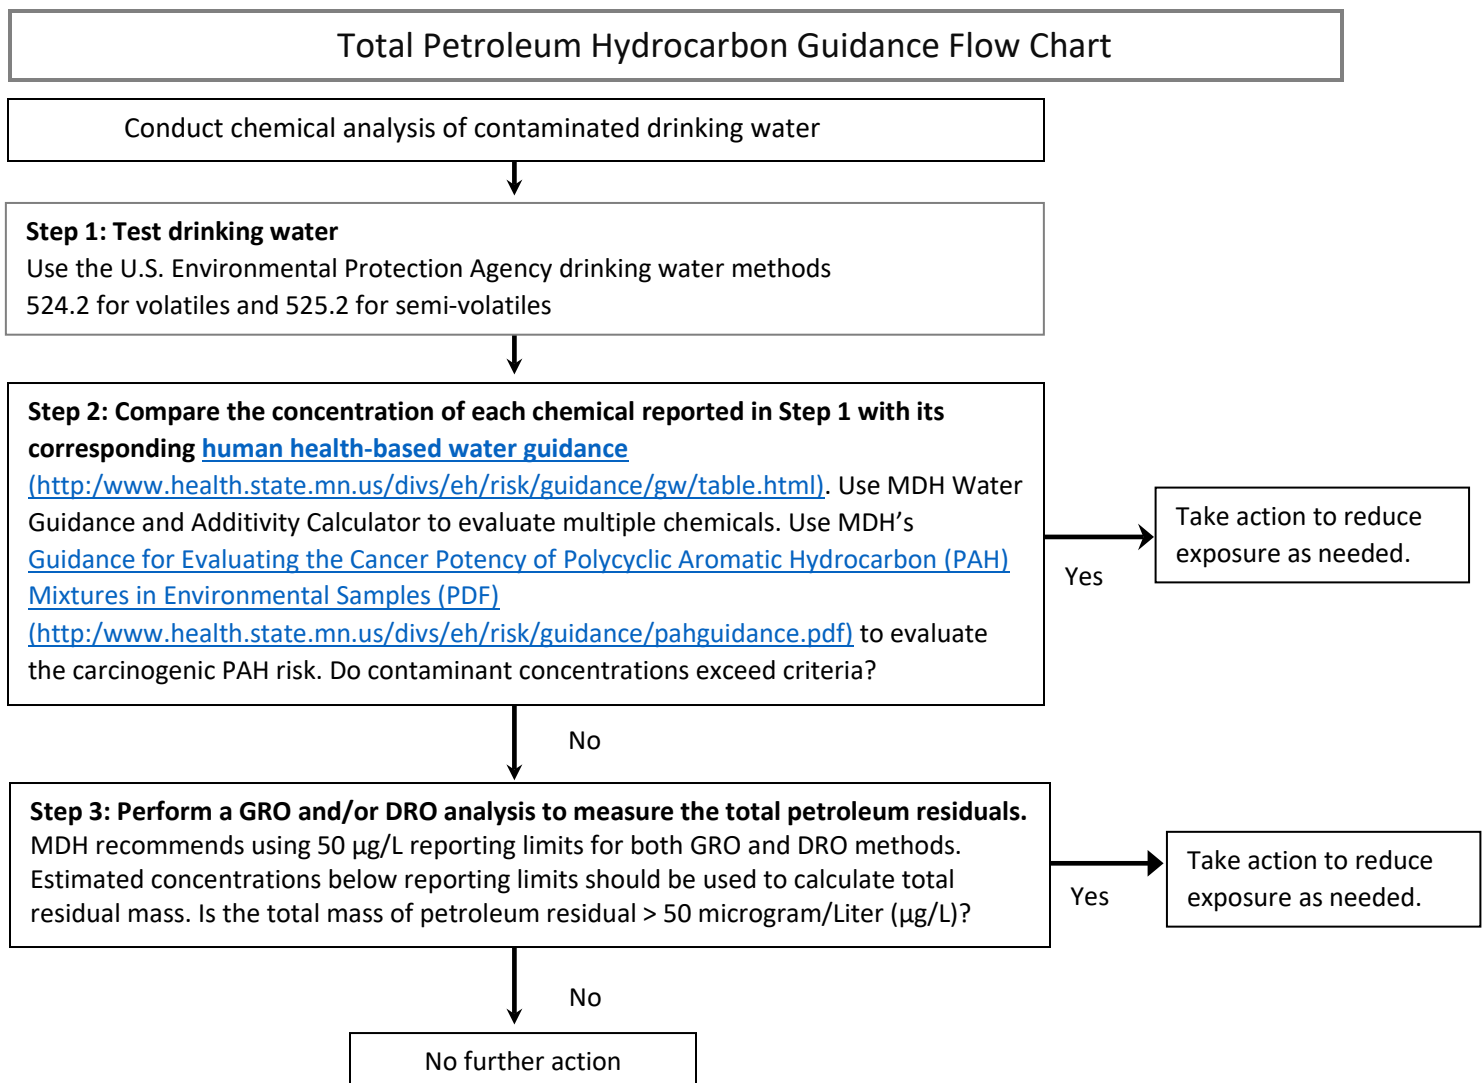 Total Petroleum Hydrocarbon Guidance Flow Chart
Conduct chemical analysis of contaminated drinking water
Step 1: Test drinking water
Use the U.S. Environmental Protection Agency drinking water methods
524.2 for volatiles and 525.2 for semi-volatiles
Step 2: Compare the concentration of each chemical reported in Step 1 with its
corresponding human health-based water guidance
(http:/www.health.state.mn.us/divs/eh/risk/guidance/gw/table.html). Use MDH Water
Guidance and Additivity Calculator to evaluate multiple chemicals. Use MDH’s
Guidance for Evaluating the Cancer Potency of Polycyclic Aromatic Hydrocarbon (PAH)
Mixtures in Environmental Samples (PDF)
(http:/www.health.state.mn.us/divs/eh/risk/guidance/pahguidance.pdf) to evaluate
the carcinogenic PAH risk. Do contaminant concentrations exceed criteria?
Yes
Take action to reduce
exposure as needed.
No
Step 3: Perform a GRO and/or DRO analysis to measure the total petroleum residuals.
MDH recommends using 50 µg/L reporting limits for both GRO and DRO methods.
Estimated concentrations below reporting limits should be used to calculate total
residual mass. Is the total mass of petroleum residual > 50 microgram/Liter (µg/L)?
Yes
Take action to reduce
exposure as needed.
No
No further action